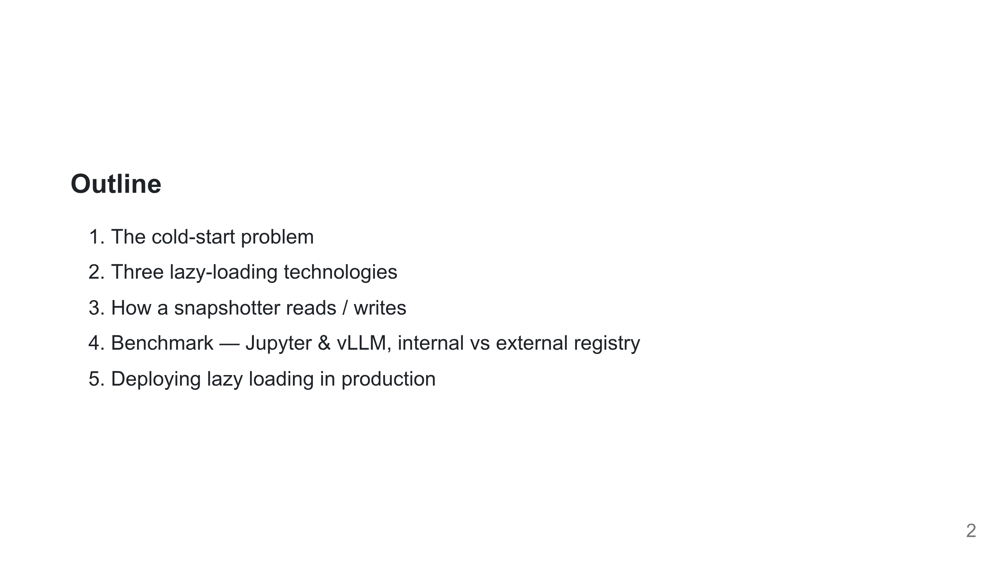 Outline
1. The cold-start problem
2. Three lazy-loading technologies
3. How a snapshotter reads / writes
4. Benchmark — Jupyter & vLLM, internal vs external registry
5. Deploying lazy loading in production
2